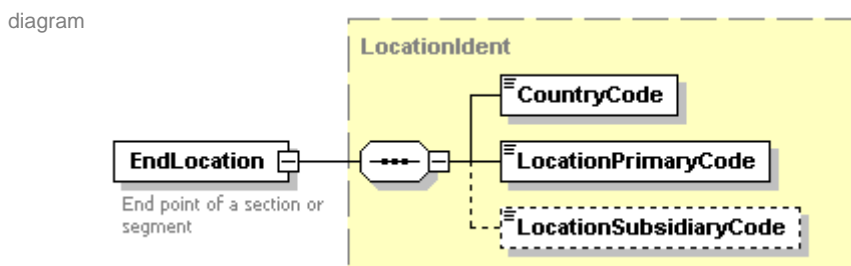 diagram
LocationIdent
CountryCode
EndLocation
LocationPrimaryCode
End point of a section or
segment
LocationSubsidiaryCode